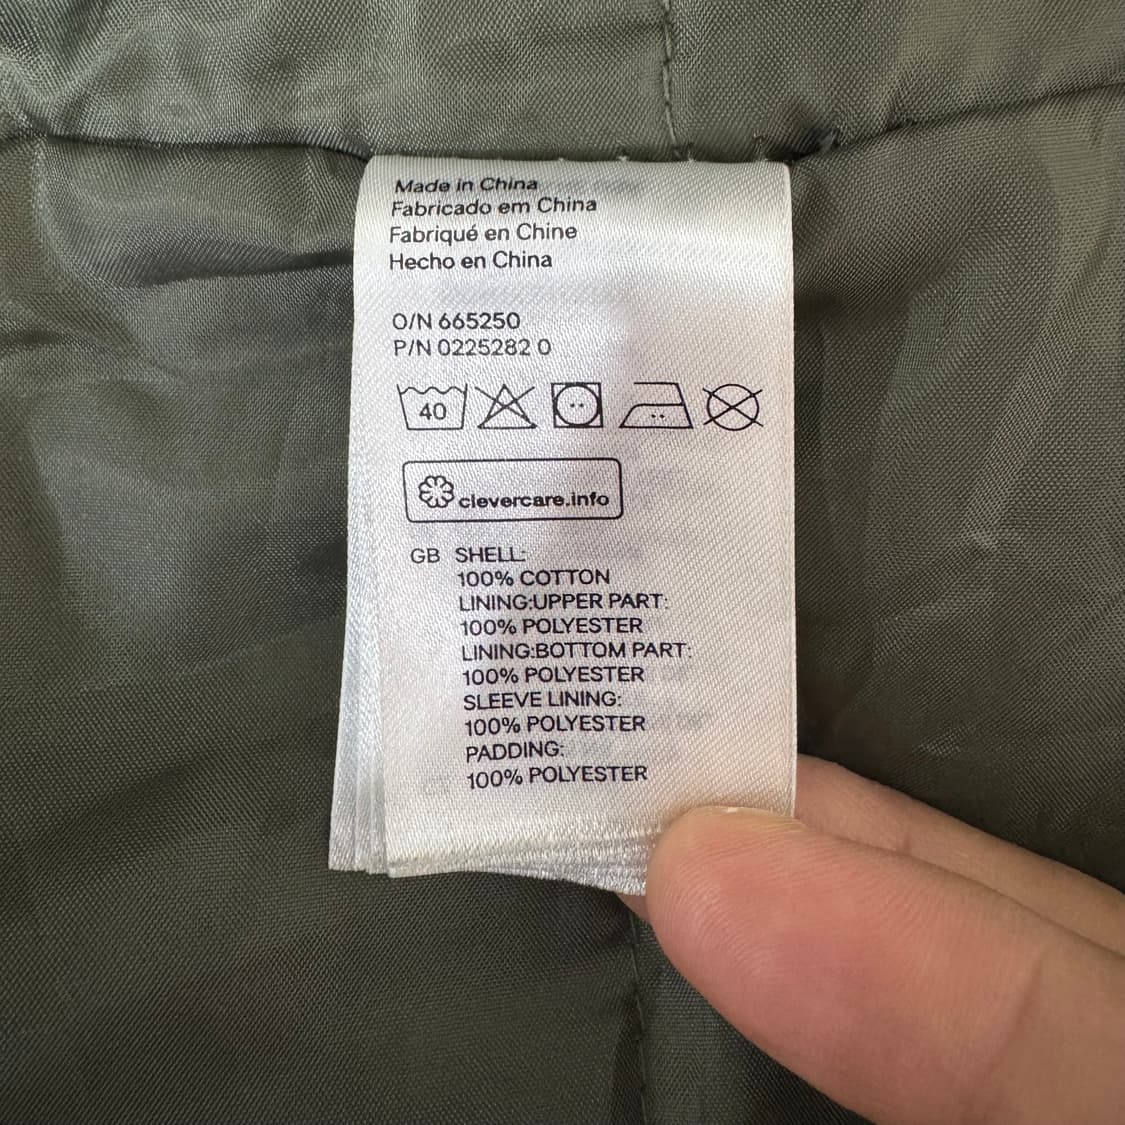 Made in China
Fabricado em China
Fabriqué en Chine
Hecho en China
O/N 665250
P/N 0225282 0
40
clevercare.info
GB SHELL:
100% COTTON
LINING:UPPER PART:
100% POLYESTER
LINING:BOTTOM PART:
100% POLYESTER
SLEEVE LINING:
100% POLYESTER
PADDING:
100% POLYESTER